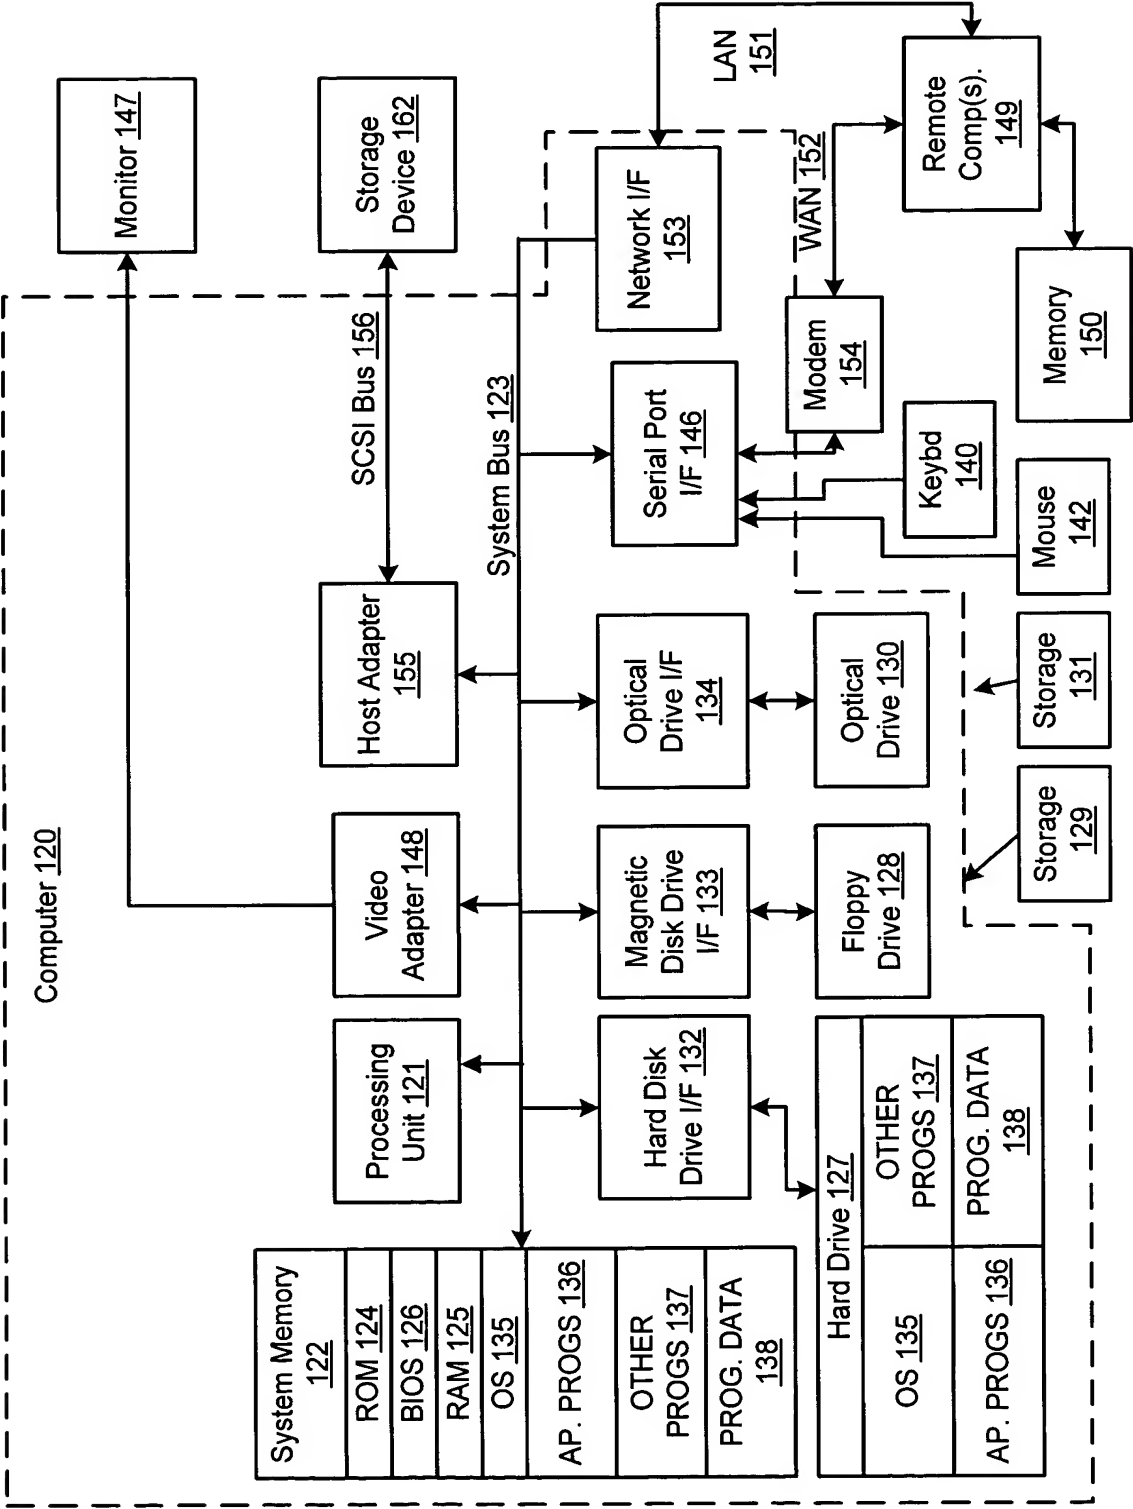 Computer 120
Monitor 147
Storage
Device 162
SCSI Bus 156
System Memory
122
ROM 124
BIOS 126
RAM 125
OS 135
AP. PROGS 136
OTHER
PROGS 137
PROG. DATA
138
Processing
Unit 121
Video
Adapter 148
Host Adapter
155
System Bus 123
Hard Disk
Drive I/F 132
Magnetic
Disk Drive
I/F 133
Optical
Drive I/F
134
Serial Port
I/F 146
Network I/F
153
LAN
151
Hard Drive 127
OS 135
OTHER
PROGS 137
AP. PROGS 136
PROG. DATA
138
Floppy
Drive 128
Optical
Drive 130
Modem
154
WAN 152
Remote
Comp(s).
149
Keybd
140
Storage
129
Storage
131
Mouse
142
Memory
150